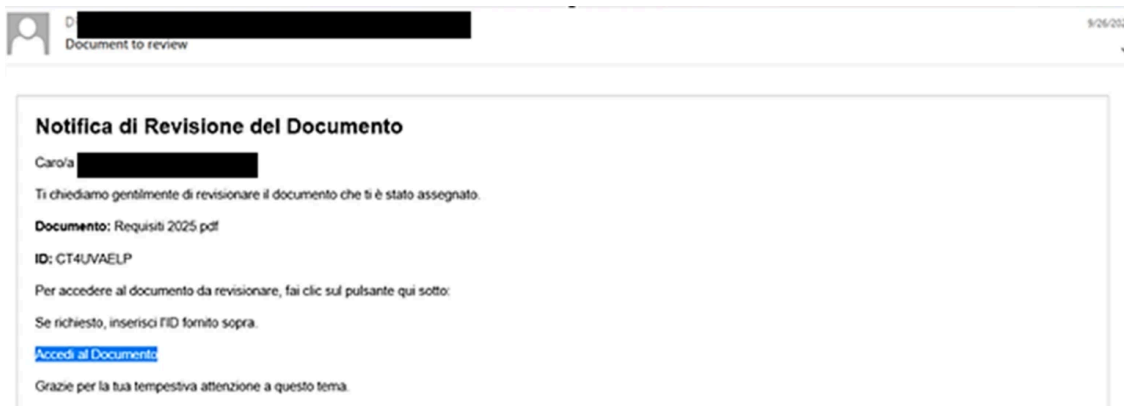 Document to review
9/26/202
Notifica di Revisione del Documento
Caro/a
Ti chiediamo gentilmente di revisionare il documento che ti è stato assegnato.
Documento: Requisiti 2025 pdf
ID: CT4UVAELP
Per accedere al documento da revisionare, fai clic sul pulsante qui sotto:
Se richiesto, inserisci l'ID fornito sopra.
Accedi al Documento
Grazie per la tua tempestiva attenzione a questo tema.